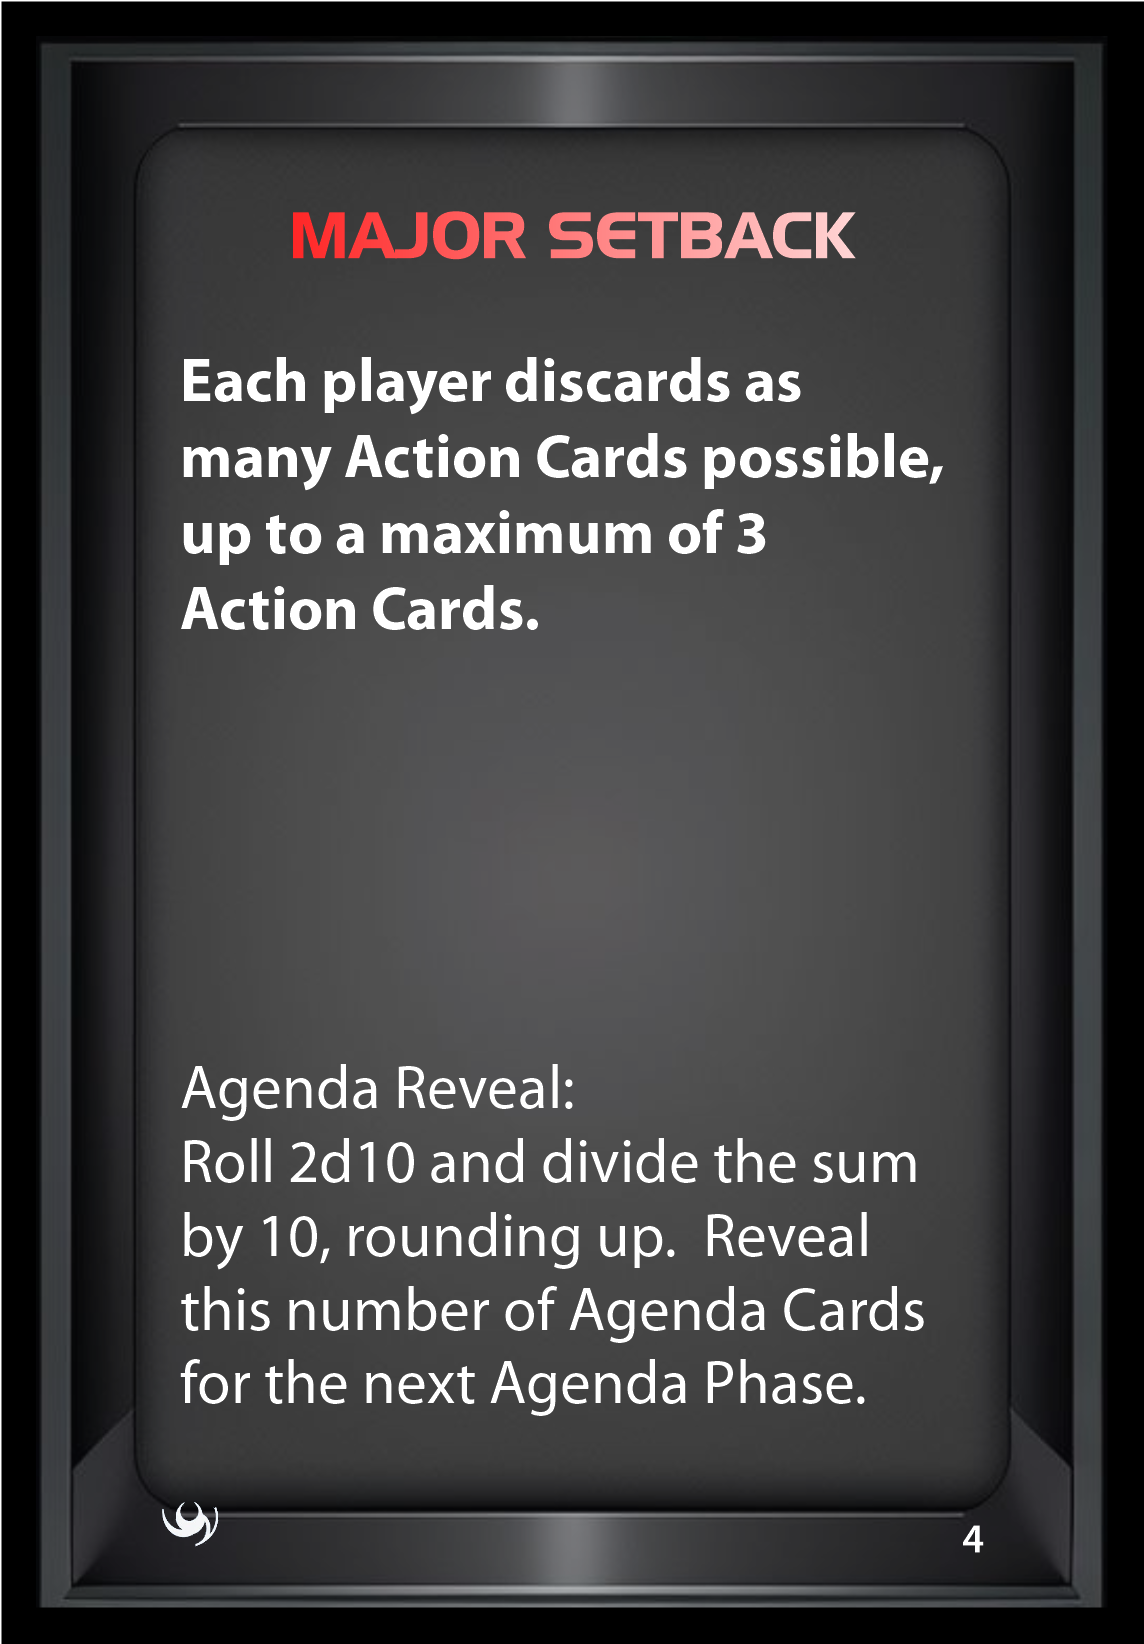 MAJOR SETBACK
Each player discards as
many Action Cards possible,
up to a maximum of 3
Action Cards.
Agenda Reveal:
Roll 2d10 and divide the sum
by 10, rounding up.  Reveal
this number of Agenda Cards
for the next Agenda Phase.
4